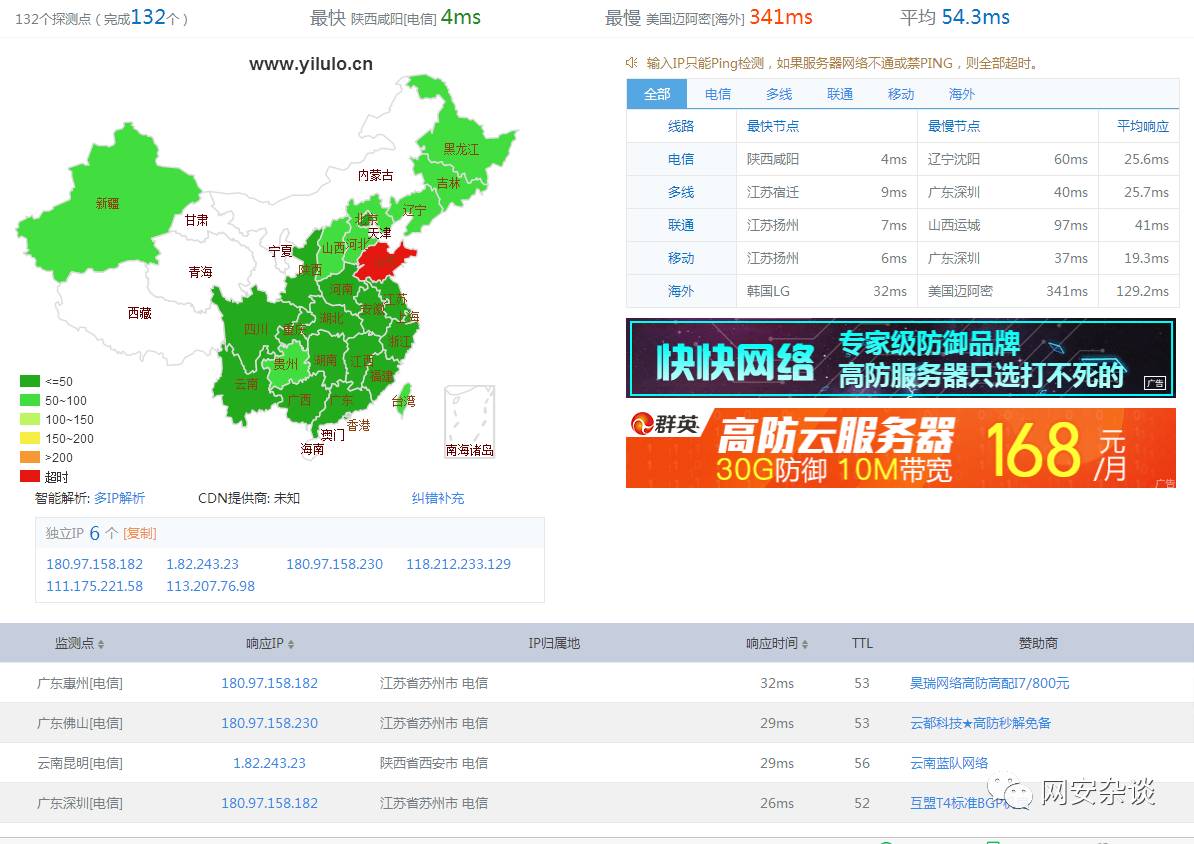 132个探测点 ( 完成132个 ) 最快 陕西咸阳[电信] 4ms 最慢 美国迈阿密[海外] 341ms 平均 54.3ms
www.yilulo.cn
新疆
甘肃
青海
西藏
内蒙古
黑龙江
吉林
辽宁
北京
天津
宁夏
山西
河北
陕西
河南
江苏
安徽
上海
四川
重庆
湖北
浙江
贵州
湖南
江西
福建
云南
广西
广东
台湾
香港
澳门
海南
南海诸岛
<=50
50~100
100~150
150~200
>200
超时
智能解析: 多IP解析 CDN提供商: 未知 纠错补充
独立IP 6 个 [复制]
180.97.158.182 1.82.243.23 180.97.158.230 118.212.233.129
111.175.221.58 113.207.76.98
输入IP只能Ping检测，如果服务器网络不通或禁PING，则全部超时。
全部 电信 多线 联通 移动 海外
线路 最快节点 最慢节点 平均响应
电信 陕西咸阳 4ms 辽宁沈阳 60ms 25.6ms
多线 江苏宿迁 9ms 广东深圳 40ms 25.7ms
联通 江苏扬州 7ms 山西运城 97ms 41ms
移动 江苏扬州 6ms 广东深圳 37ms 19.3ms
海外 韩国LG 32ms 美国迈阿密 341ms 129.2ms
快快网络 专家级防御品牌
高防服务器只选打不死的
广告
群英 高防云服务器
30G防御 10M带宽 168 元/月
广告
监测点 响应IP IP归属地 响应时间 TTL 赞助商
广东惠州[电信] 180.97.158.182 江苏省苏州市 电信 32ms 53 昊瑞网络高防高配I7/800元
广东佛山[电信] 180.97.158.230 江苏省苏州市 电信 29ms 53 云都科技★高防秒解免备
云南昆明[电信] 1.82.243.23 陕西省西安市 电信 29ms 56 云南蓝队网络
广东深圳[电信] 180.97.158.182 江苏省苏州市 电信 26ms 52 互盟T4标准BGP
网安杂谈